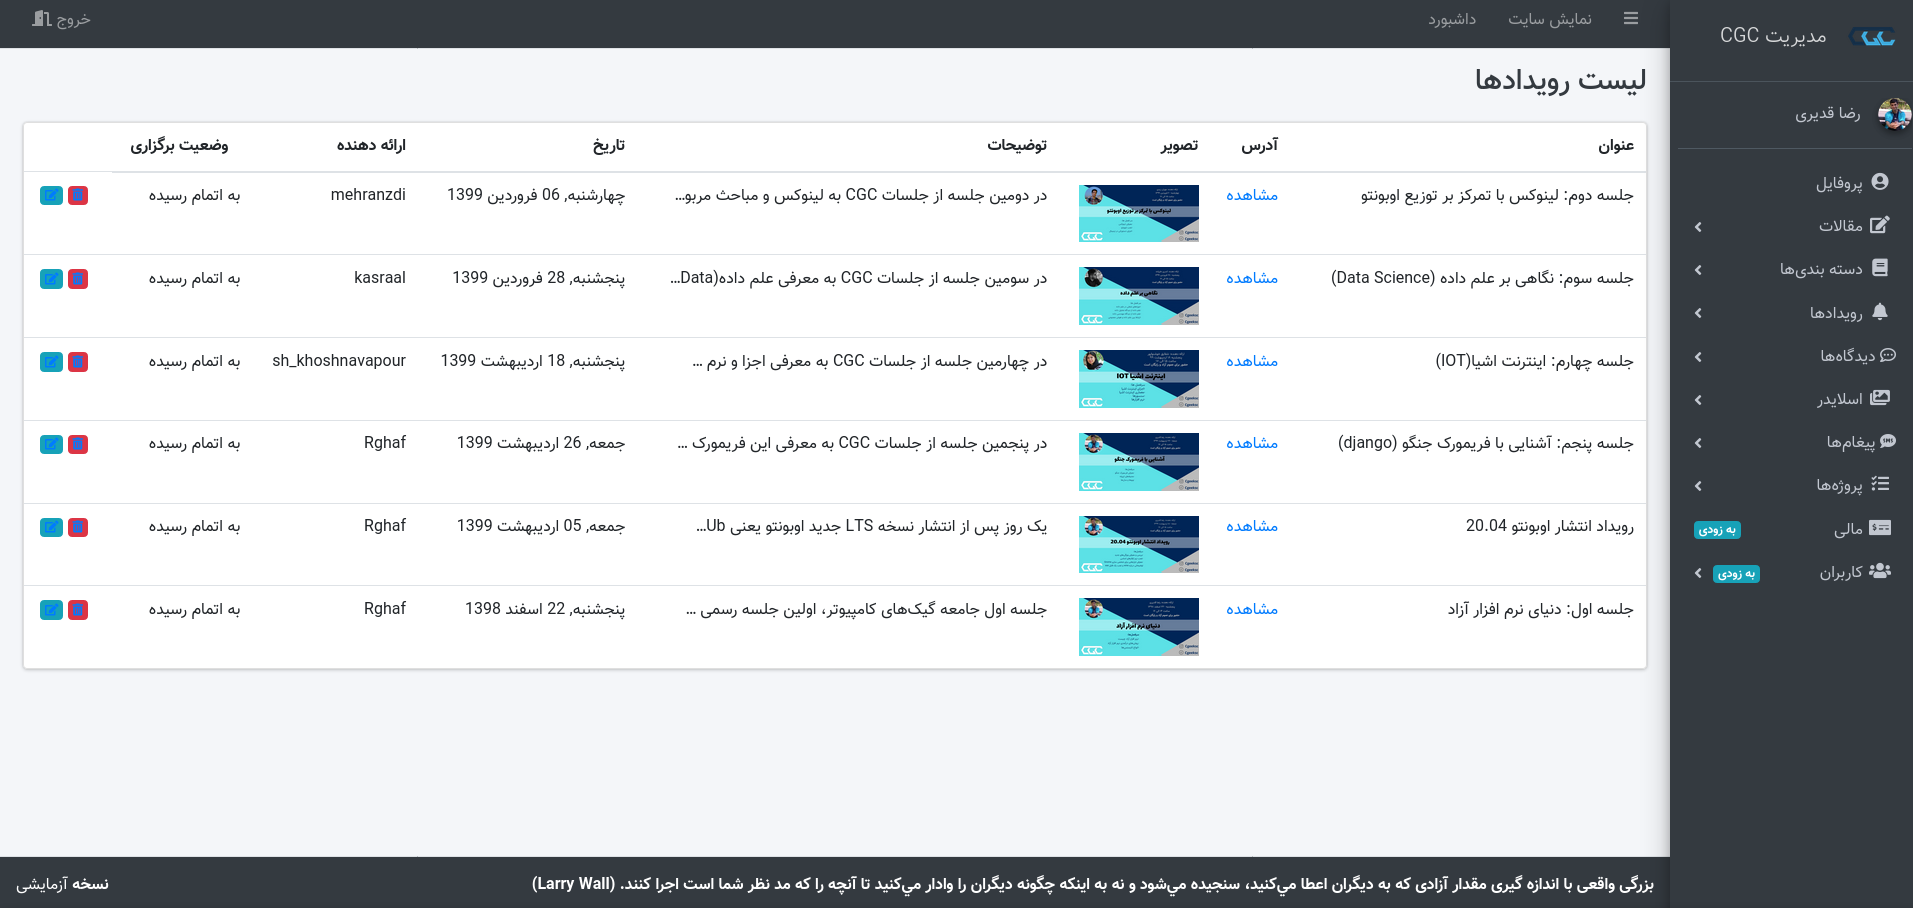 مدیریت CGC
رضا قدیری
پروفایل
مقالات
دسته بندی‌ها
رویدادها
دیدگاه‌ها
اسلایدر
پیغام‌ها
پروژه‌ها
مالی به زودی
کاربران به زودی
نمایش سایت داشبورد خروج
لیست رویدادها
عنوان آدرس تصویر توضیحات تاریخ ارائه دهنده وضعیت برگزاری
جلسه دوم: لینوکس با تمرکز بر توزیع اوبونتو مشاهده در دومین جلسه از جلسات CGC به لینوکس و مباحث مربو... چهارشنبه, 06 فروردین 1399 mehranzdi به اتمام رسیده
لینوکس با تمرکز بر توزیع اوبونتو
CGC
جلسه سوم: نگاهی بر علم داده (Data Science) مشاهده در سومین جلسه از جلسات CGC به معرفی علم داده(Data... پنجشنبه, 28 فروردین 1399 kasraal به اتمام رسیده
نگاهی بر علم داده
CGC
جلسه چهارم: اینترنت اشیا(IOT) مشاهده در چهارمین جلسه از جلسات CGC به معرفی اجزا و نرم ... پنجشنبه, 18 اردیبهشت 1399 sh_khoshnavapour به اتمام رسیده
اینترنت اشیا IOT
CGC
جلسه پنجم: آشنایی با فریمورک جنگو (django) مشاهده در پنجمین جلسه از جلسات CGC به معرفی این فریمورک ... جمعه, 26 اردیبهشت 1399 Rghaf به اتمام رسیده
آشنایی با فریمورک جنگو
CGC
رویداد انتشار اوبونتو 20.04 مشاهده یک روز پس از انتشار نسخه LTS جدید اوبونتو یعنی Ub... جمعه, 05 اردیبهشت 1399 Rghaf به اتمام رسیده
رویداد انتشار اوبونتو 20.04
CGC
جلسه اول: دنیای نرم افزار آزاد مشاهده جلسه اول جامعه گیک‌های کامپیوتر، اولین جلسه رسمی ... پنجشنبه, 22 اسفند 1398 Rghaf به اتمام رسیده
دنیای نرم افزار آزاد
CGC
بزرگی واقعی با اندازه گیری مقدار آزادی که به دیگران اعطا می‌کنید، سنجیده می‌شود و نه به اینکه چگونه دیگران را وادار می‌کنید تا آنچه را که مد نظر شما است اجرا کنند. (Larry Wall)
نسخه آزمایشی